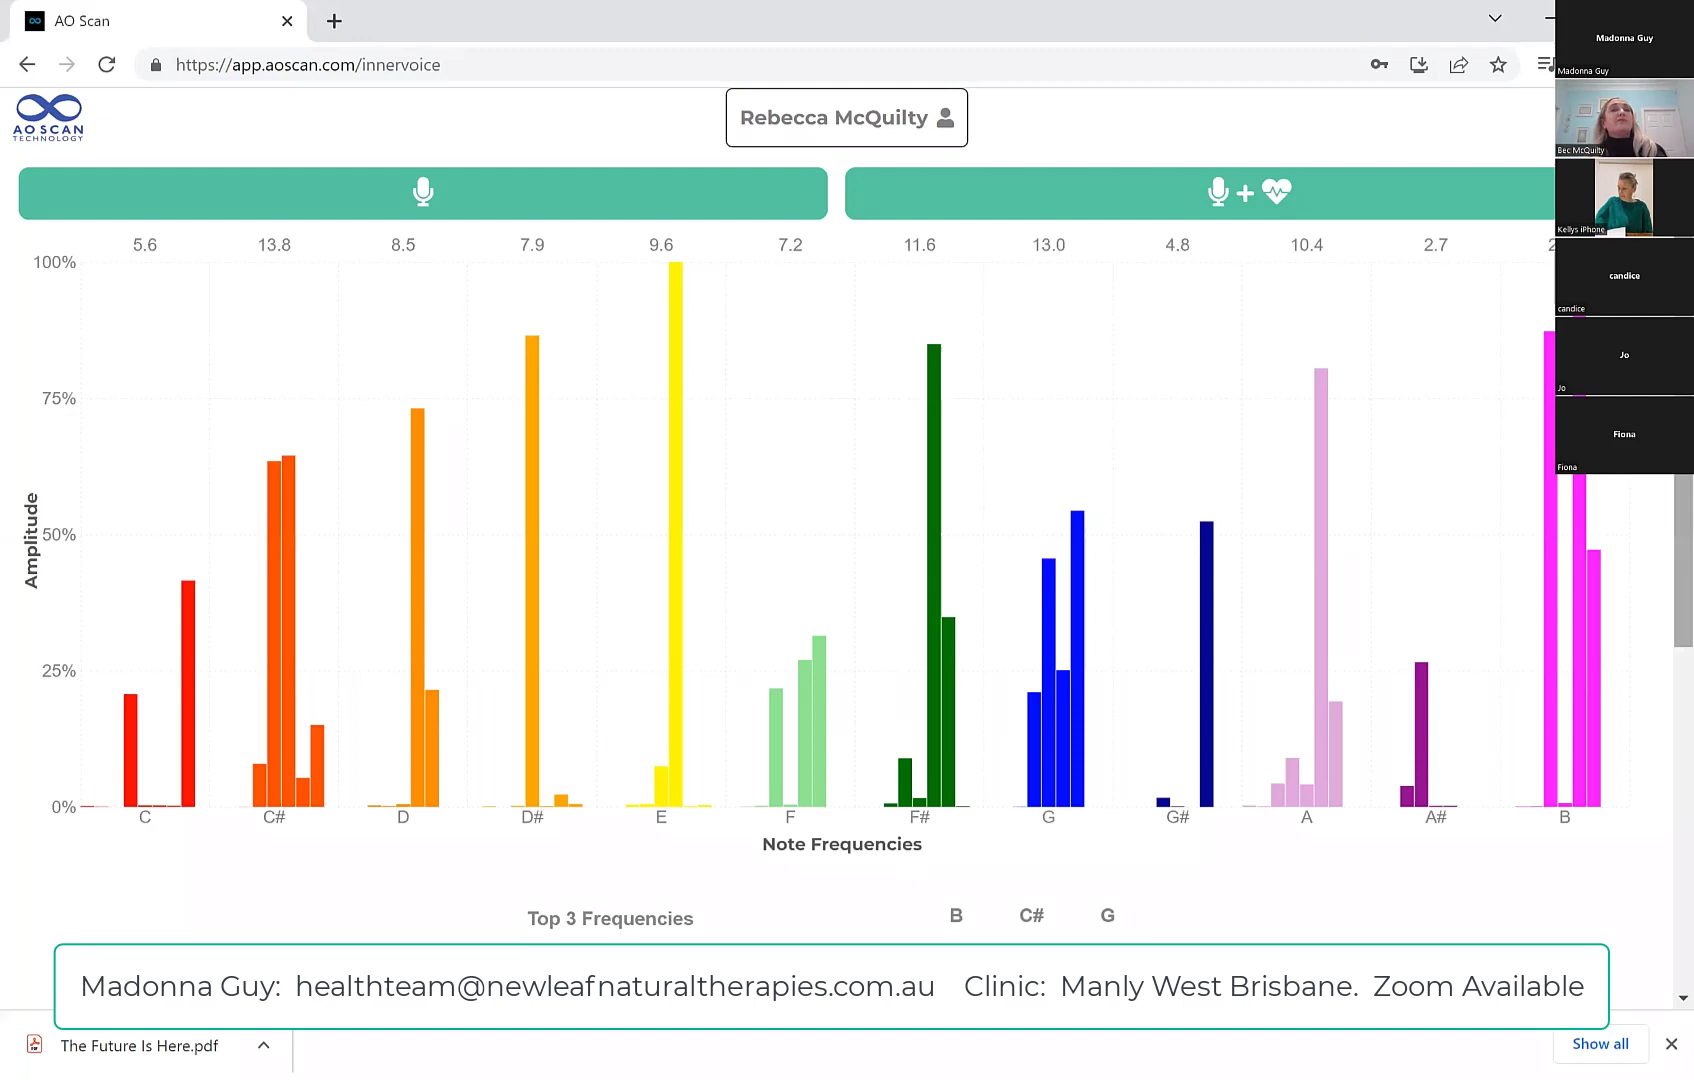 AO Scan
https://app.aoscan.com/innervoice
AO SCAN
TECHNOLOGY
Rebecca McQuilty
Madonna Guy
Madonna Guy
Bec McQuilty
Kellys iPhone
candice
candice
Jo
Jo
Fiona
Fiona
5.6 13.8 8.5 7.9 9.6 7.2 11.6 13.0 4.8 10.4 2.7 2
100%
75%
50%
25%
0%
Amplitude
C C# D D# E F F# G G# A A# B
Note Frequencies
Top 3 Frequencies B C# G
Madonna Guy: healthteam@newleafnaturaltherapies.com.au Clinic: Manly West Brisbane. Zoom Available
The Future Is Here.pdf
Show all